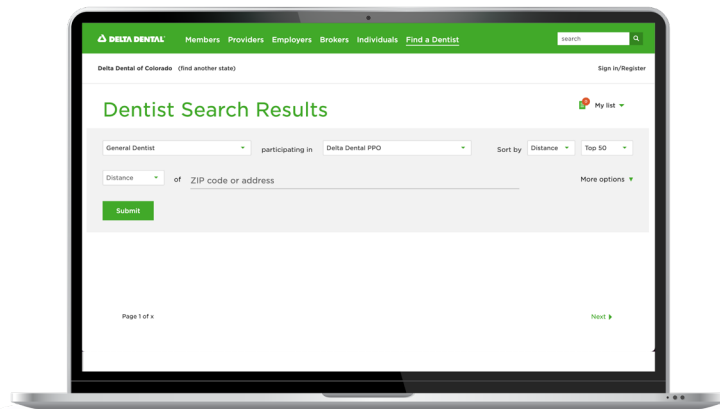 DELTA DENTAL Members Providers Employers Brokers Individuals Find a Dentist search
Delta Dental of Colorado (find another state) Sign In/Register
Dentist Search Results
My list
General Dentist participating in Delta Dental PPO Sort by Distance Top 50
Distance of ZIP code or address More options
Submit
Page 1 of x Next